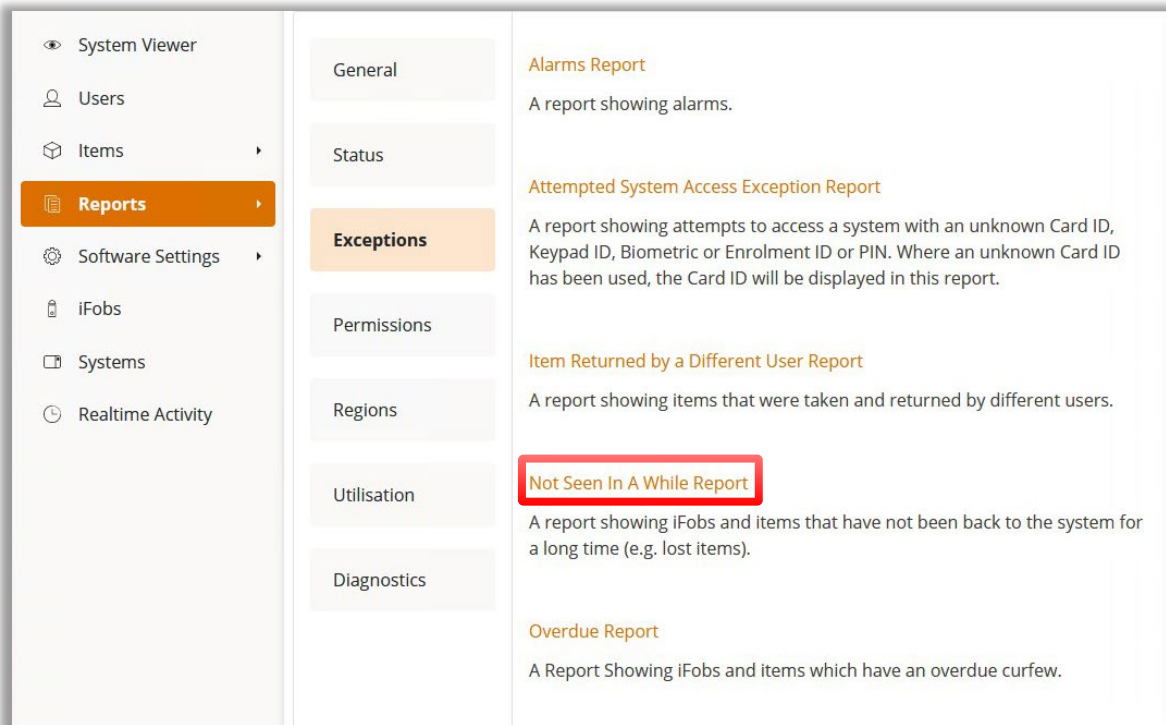 System Viewer
Users
Items
Reports
Software Settings
iFobs
Systems
Realtime Activity
General
Status
Exceptions
Permissions
Regions
Utilisation
Diagnostics
Alarms Report
A report showing alarms.
Attempted System Access Exception Report
A report showing attempts to access a system with an unknown Card ID,
Keypad ID, Biometric or Enrolment ID or PIN. Where an unknown Card ID
has been used, the Card ID will be displayed in this report.
Item Returned by a Different User Report
A report showing items that were taken and returned by different users.
Not Seen In A While Report
A report showing iFobs and items that have not been back to the system for
a long time (e.g. lost items).
Overdue Report
A Report Showing iFobs and items which have an overdue curfew.